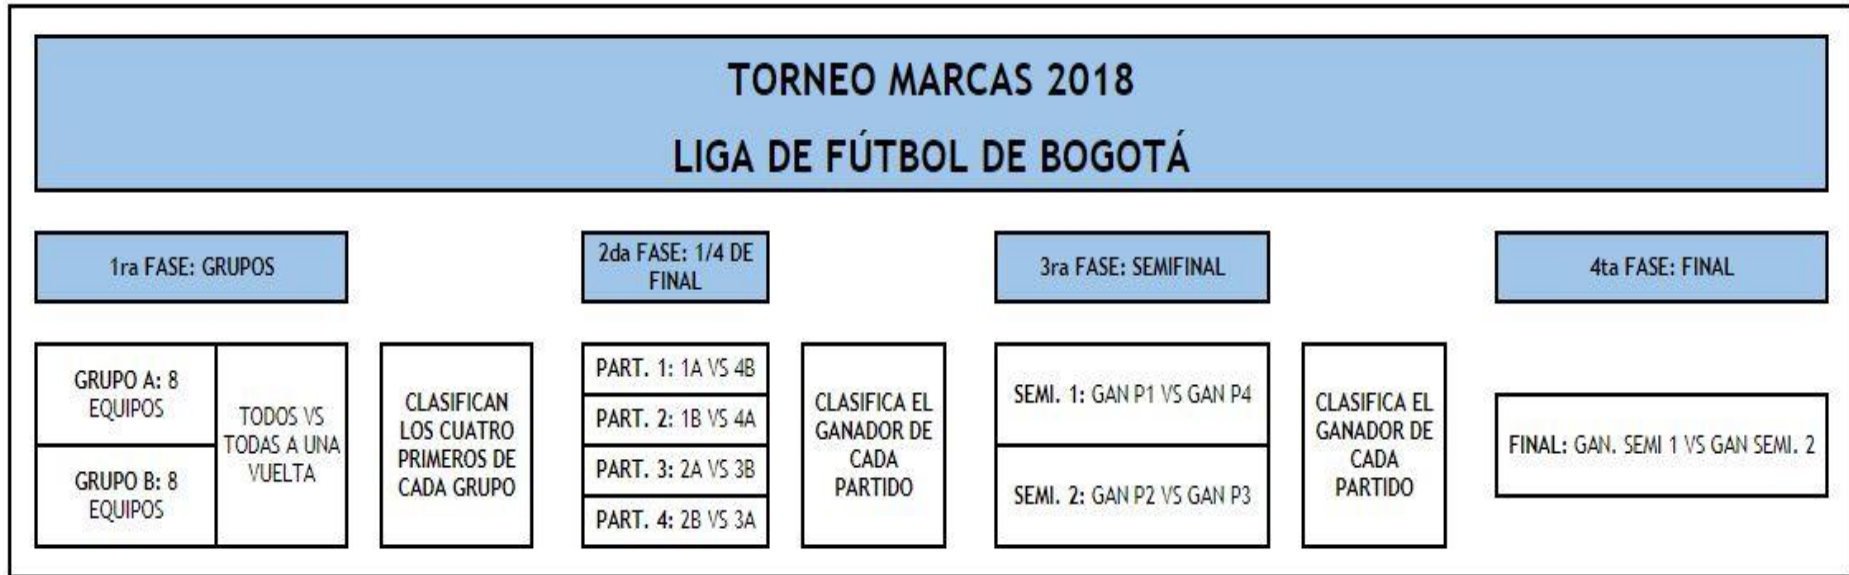 TORNEO MARCAS 2018
LIGA DE FÚTBOL DE BOGOTÁ
1ra FASE: GRUPOS
2da FASE: 1/4 DE
FINAL
3ra FASE: SEMIFINAL
4ta FASE: FINAL
GRUPO A: 8
EQUIPOS
GRUPO B: 8
EQUIPOS
TODOS VS
TODAS A UNA
VUELTA
CLASIFICAN
LOS CUATRO
PRIMEROS DE
CADA GRUPO
PART. 1: 1A VS 4B
PART. 2: 1B VS 4A
PART. 3: 2A VS 3B
PART. 4: 2B VS 3A
CLASIFICA EL
GANADOR DE
CADA
PARTIDO
SEMI. 1: GAN P1 VS GAN P4
SEMI. 2: GAN P2 VS GAN P3
CLASIFICA EL
GANADOR DE
CADA
PARTIDO
FINAL: GAN. SEMI 1 VS GAN SEMI. 2